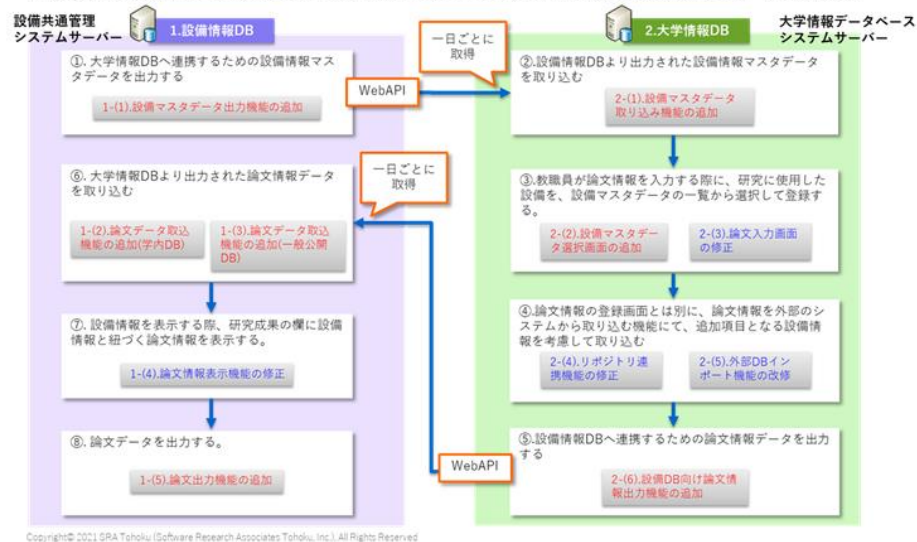 設備共通管理
システムサーバー
1.設備情報DB
①. 大学情報DBへ連携するための設備情報マス
タデータを出力する
1-(1).設備マスタデータ出力機能の追加
WebAPI
一日ごとに
取得
2.大学情報DB
大学情報データベース
システムサーバー
②.設備情報DBより出力された設備情報マスタデータ
を取り込む
2-(1).設備マスタデータ
取り込み機能の追加
③.教職員が論文情報を入力する際に、研究に使用した
設備を、設備マスタデータの一覧から選択して登録す
る。
2-(2).設備マスタデー
タ選択画面の追加
2-(3).論文入力画面
の修正
④.論文情報の登録画面とは別に、論文情報を外部のシ
ステムから取り込む機能にて、追加項目となる設備情
報を考慮して取り込む
2-(4).リポジトリ連
携機能の修正
2-(5).外部DBイン
ポート機能の改修
⑤.設備情報DBへ連携するための論文情報データを出力
する
2-(6).設備DB向け論文情
報出力機能の追加
WebAPI
一日ごとに
取得
⑥. 大学情報DBより出力された論文情報データ
を取り込む
1-(2).論文データ取込
機能の追加(学内DB)
1-(3).論文データ取込
機能の追加(一般公開
DB)
⑦. 設備情報を表示する際、研究成果の欄に設備
情報と紐づく論文情報を表示する。
1-(4).論文情報表示機能の修正
⑧. 論文データを出力する。
1-(5).論文出力機能の追加
Copyright© 2021 SRA Tohoku (Software Research Associates Tohoku, Inc.), All Rights Reserved